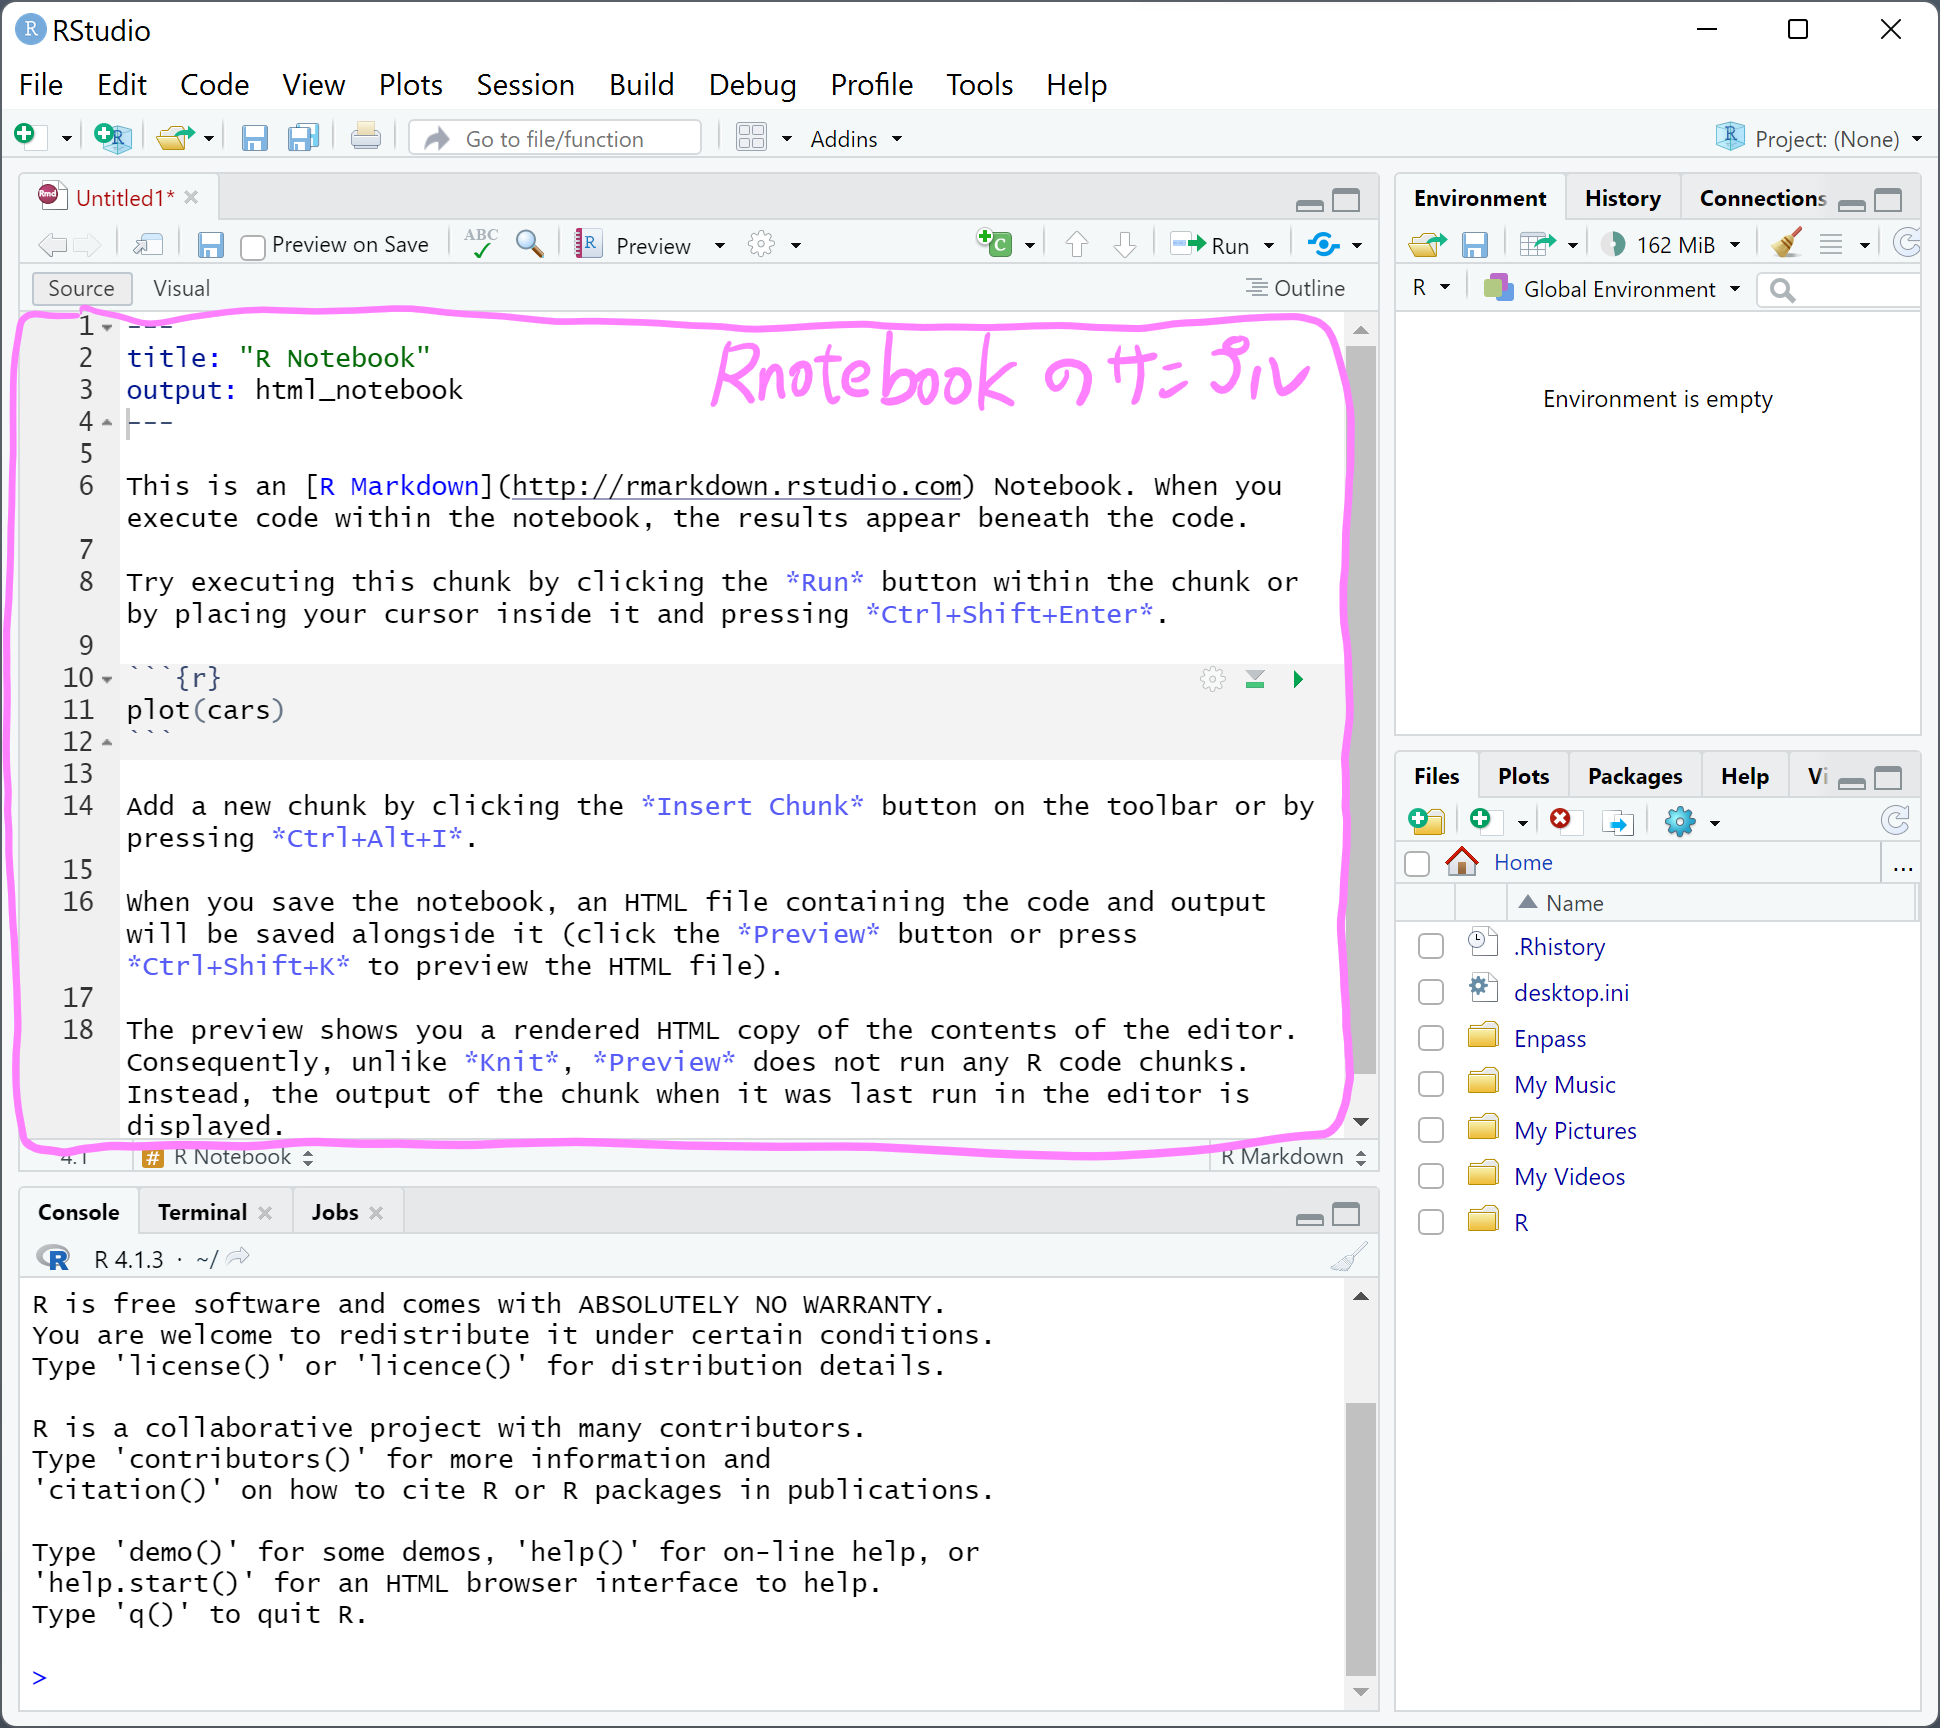 RStudio
File Edit Code View Plots Session Build Debug Profile Tools Help
Go to file/function Addins Project: (None)
Untitled1*
Preview on Save ABC Preview Run
Source Visual Outline
1 ---
2 title: "R Notebook"
3 output: html_notebook
4 ---
Rnotebookのサンプル
5
6 This is an [R Markdown](http://rmarkdown.rstudio.com) Notebook. When you
execute code within the notebook, the results appear beneath the code.
7
8 Try executing this chunk by clicking the *Run* button within the chunk or
by placing your cursor inside it and pressing *Ctrl+Shift+Enter*.
9
10 ```{r}
11 plot(cars)
12 ```
13
14 Add a new chunk by clicking the *Insert Chunk* button on the toolbar or by
pressing *Ctrl+Alt+I*.
15
16 When you save the notebook, an HTML file containing the code and output
will be saved alongside it (click the *Preview* button or press
*Ctrl+Shift+K* to preview the HTML file).
17
18 The preview shows you a rendered HTML copy of the contents of the editor.
Consequently, unlike *Knit*, *Preview* does not run any R code chunks.
Instead, the output of the chunk when it was last run in the editor is
displayed.
4:1 # R Notebook R Markdown
Console Terminal Jobs
R R 4.1.3 · ~/
R is free software and comes with ABSOLUTELY NO WARRANTY.
You are welcome to redistribute it under certain conditions.
Type 'license()' or 'licence()' for distribution details.
R is a collaborative project with many contributors.
Type 'contributors()' for more information and
'citation()' on how to cite R or R packages in publications.
Type 'demo()' for some demos, 'help()' for on-line help, or
'help.start()' for an HTML browser interface to help.
Type 'q()' to quit R.
>
Environment History Connections
162 MiB
R Global Environment
Environment is empty
Files Plots Packages Help Vi
Home ...
Name
.Rhistory
desktop.ini
Enpass
My Music
My Pictures
My Videos
R